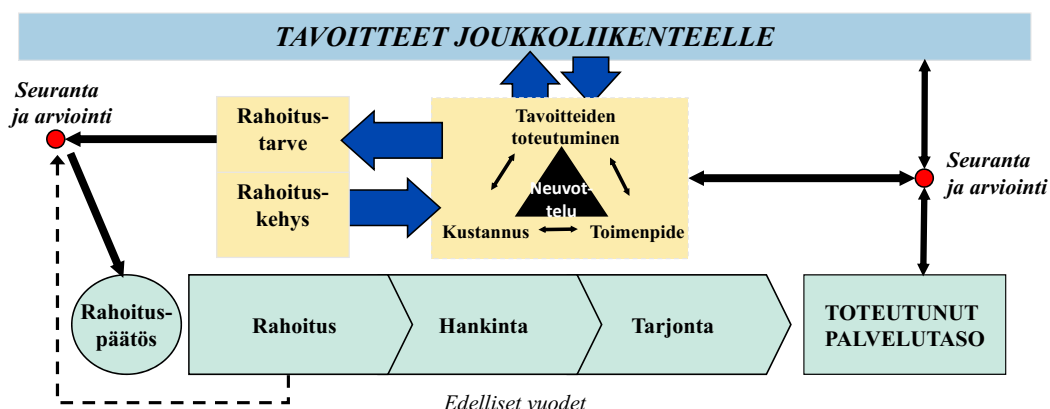 TAVOITTEET JOUKKOLIIKENTEELLE
Seuranta
ja arviointi
Rahoitus-
tarve
Rahoitus-
kehys
Tavoitteiden
toteutuminen
Neuvot-
telu
Kustannus
Toimenpide
Seuranta
ja arviointi
Rahoitus-
päätös
Rahoitus
Hankinta
Tarjonta
TOTEUTUNUT
PALVELUTASO
Edelliset vuodet